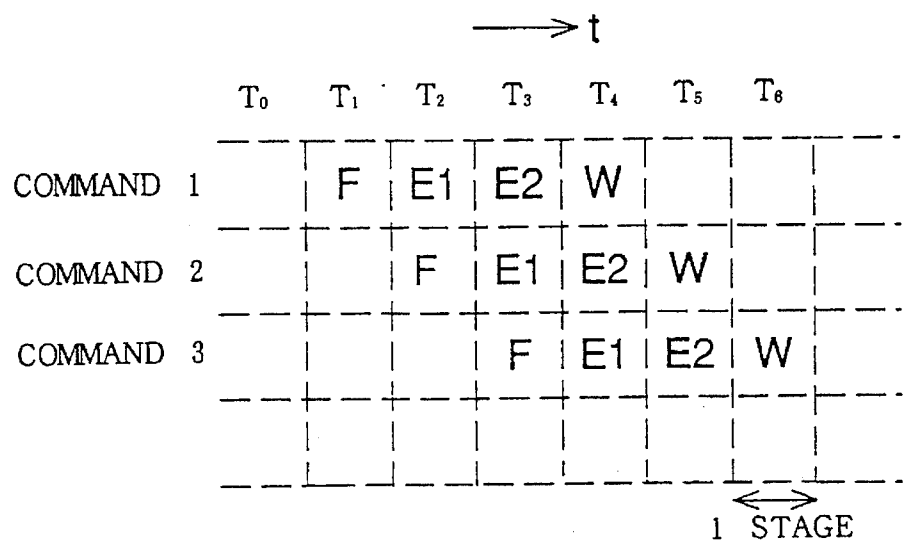 t
T₀ T₁ T₂ T₃ T₄ T₅ T₆
COMMAND 1 F E1 E2 W
COMMAND 2 F E1 E2 W
COMMAND 3 F E1 E2 W
1 STAGE